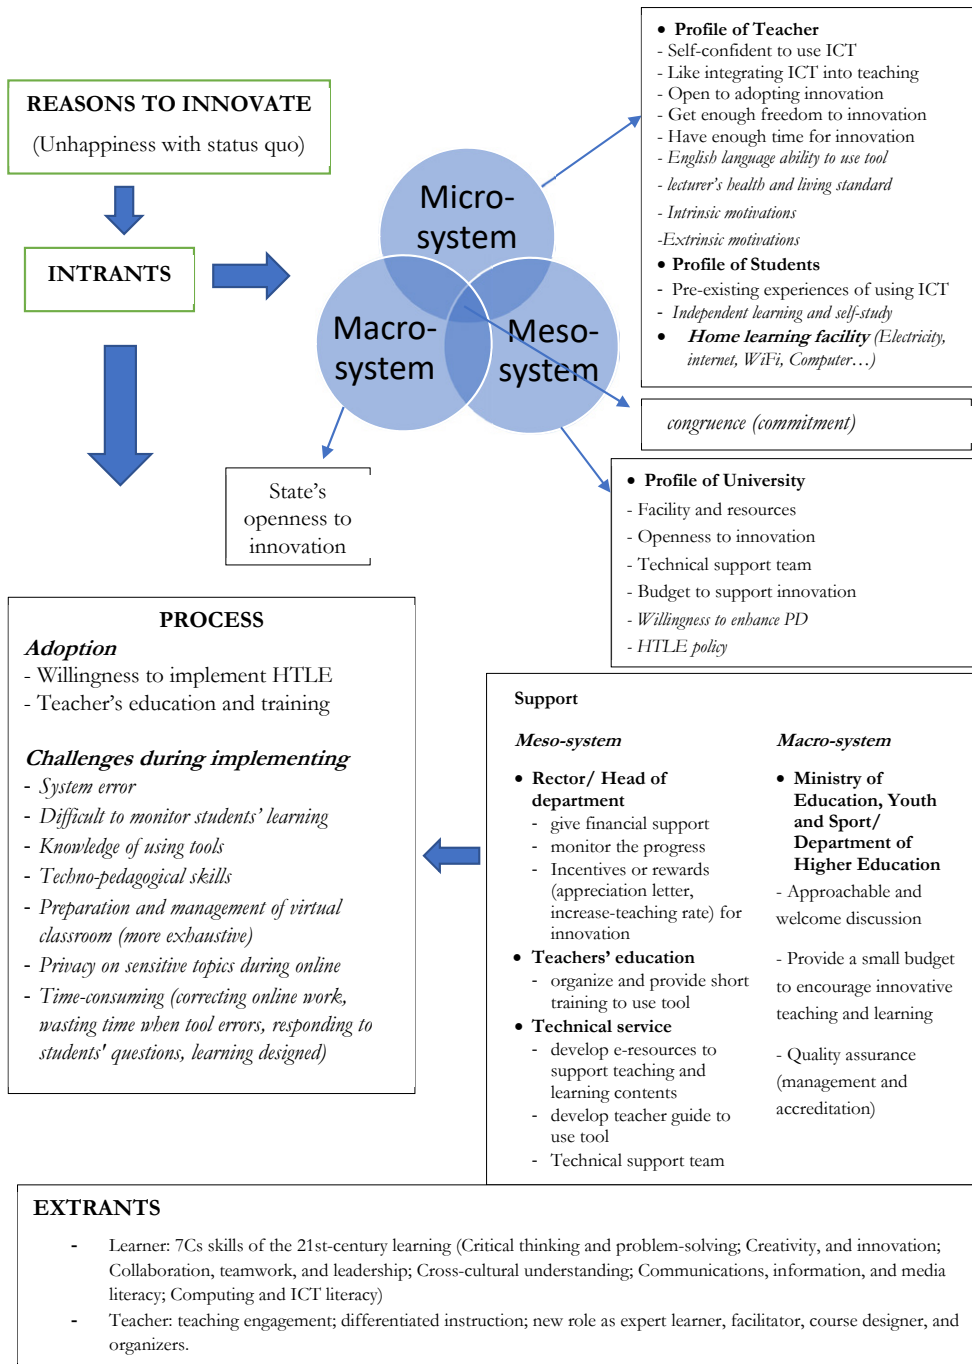 REASONS TO INNOVATE
(Unhappiness with status quo)
INTRANTS
Micro-
system
Macro-
system
Meso-
system
• Profile of Teacher
- Self-confident to use ICT
- Like integrating ICT into teaching
- Open to adopting innovation
- Get enough freedom to innovation
- Have enough time for innovation
- English language ability to use tool
- lecturer's health and living standard
- Intrinsic motivations
-Extrinsic motivations
• Profile of Students
- Pre-existing experiences of using ICT
- Independent learning and self-study
• Home learning facility (Electricity,
internet, WiFi, Computer…)
congruence (commitment)
State's
openness to
innovation
• Profile of University
- Facility and resources
- Openness to innovation
- Technical support team
- Budget to support innovation
- Willingness to enhance PD
- HTLE policy
PROCESS
Adoption
- Willingness to implement HTLE
- Teacher's education and training
Challenges during implementing
- System error
- Difficult to monitor students' learning
- Knowledge of using tools
- Techno-pedagogical skills
- Preparation and management of virtual
classroom (more exhaustive)
- Privacy on sensitive topics during online
- Time-consuming (correcting online work,
wasting time when tool errors, responding to
students' questions, learning designed)
Support
Meso-system
• Rector/ Head of
department
- give financial support
- monitor the progress
- Incentives or rewards
(appreciation letter,
increase-teaching rate) for
innovation
• Teachers' education
- organize and provide short
training to use tool
• Technical service
- develop e-resources to
support teaching and
learning contents
- develop teacher guide to
use tool
- Technical support team
Macro-system
• Ministry of
Education, Youth
and Sport/
Department of
Higher Education
- Approachable and
welcome discussion
- Provide a small budget
to encourage innovative
teaching and learning
- Quality assurance
(management and
accreditation)
EXTRANTS
- Learner: 7Cs skills of the 21st-century learning (Critical thinking and problem-solving; Creativity, and innovation;
Collaboration, teamwork, and leadership; Cross-cultural understanding; Communications, information, and media
literacy; Computing and ICT literacy)
- Teacher: teaching engagement; differentiated instruction; new role as expert learner, facilitator, course designer, and
organizers.